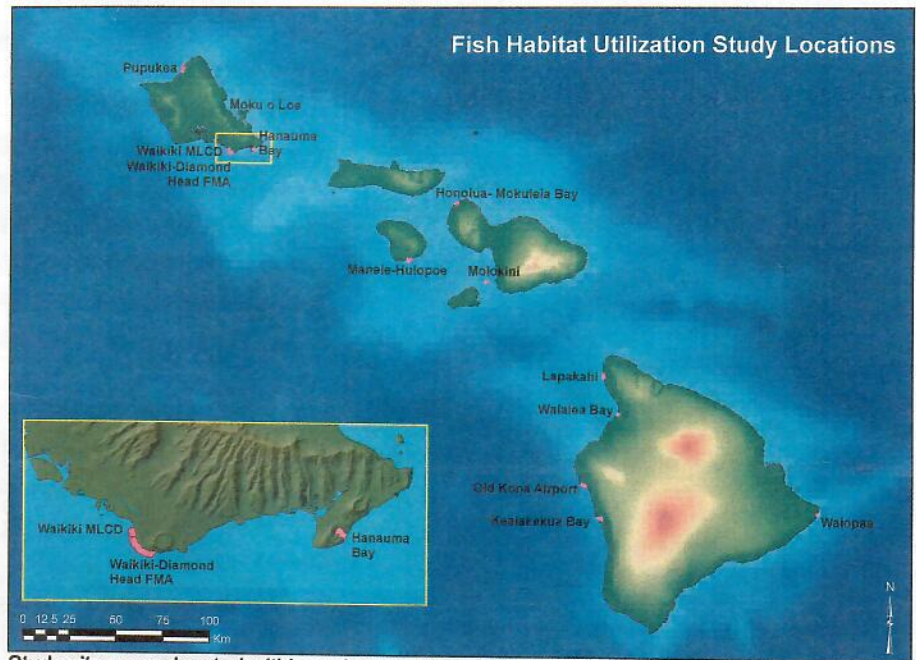 Fish Habitat Utilization Study Locations
Pupukea
Moku o Loe
Hanauma
Bay
Waikiki MLCD
Waikiki-Diamond
Head FMA
Honolua- Mokuleia Bay
Manele-Hulopoe
Molokini
Lapakahi
Waialea Bay
Old Kona Airport
Kealakekua Bay
Waiopae
Waikiki MLCD
Hanauma
Bay
Waikiki-Diamond
Head FMA
N
0 12.5 25 50 75 100
Km